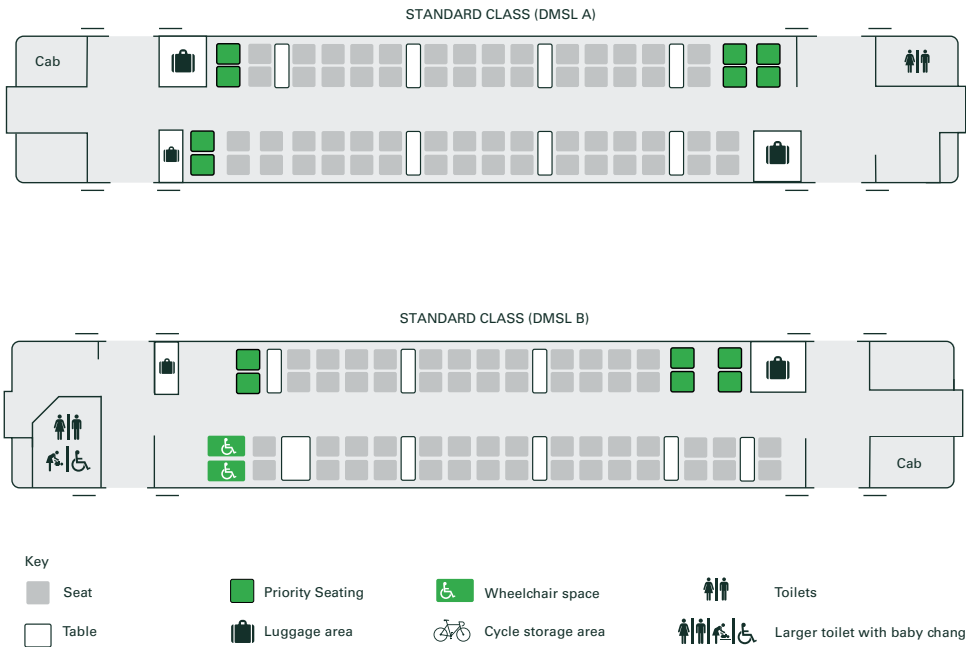 STANDARD CLASS (DMSL A)
Cab
STANDARD CLASS (DMSL B)
Cab
Key
Seat
Priority Seating
Wheelchair space
Toilets
Table
Luggage area
Cycle storage area
Larger toilet with baby chang